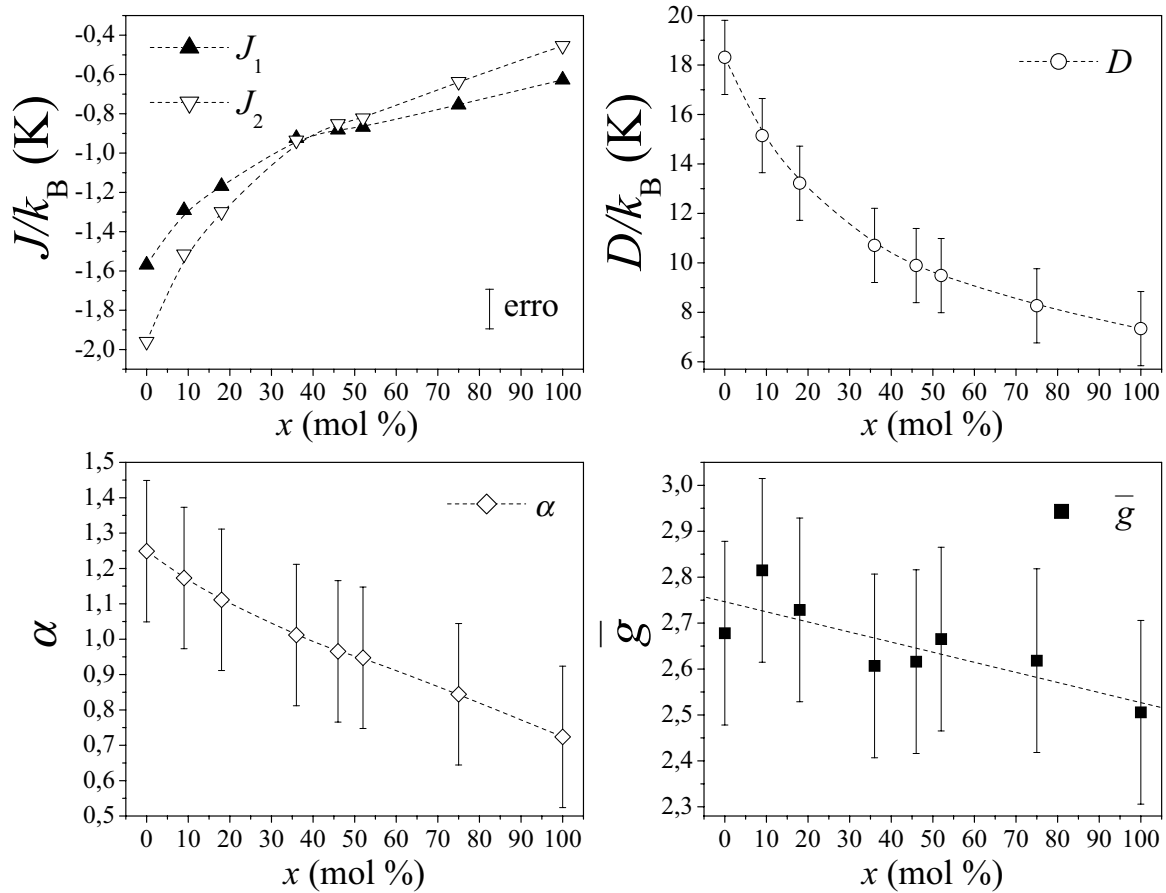 J/k_B (K)
-0,4
-0,6
-0,8
-1,0
-1,2
-1,4
-1,6
-1,8
-2,0
J_1
J_2
erro
0 10 20 30 40 50 60 70 80 90 100
x (mol %)
D/k_B (K)
20
18
16
14
12
10
8
6
D
0 10 20 30 40 50 60 70 80 90 100
x (mol %)
α
1,5
1,4
1,3
1,2
1,1
1,0
0,9
0,8
0,7
0,6
0,5
α
0 10 20 30 40 50 60 70 80 90 100
x (mol %)
g̅
3,0
2,9
2,8
2,7
2,6
2,5
2,4
2,3
g̅
0 10 20 30 40 50 60 70 80 90 100
x (mol %)